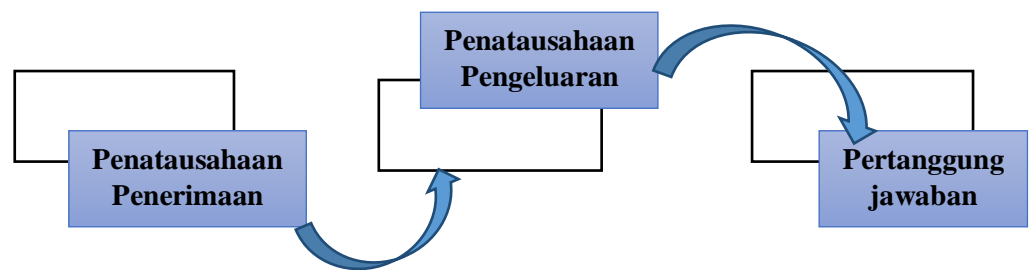 Penatausahaan
Penerimaan
Penatausahaan
Pengeluaran
Pertanggung
jawaban